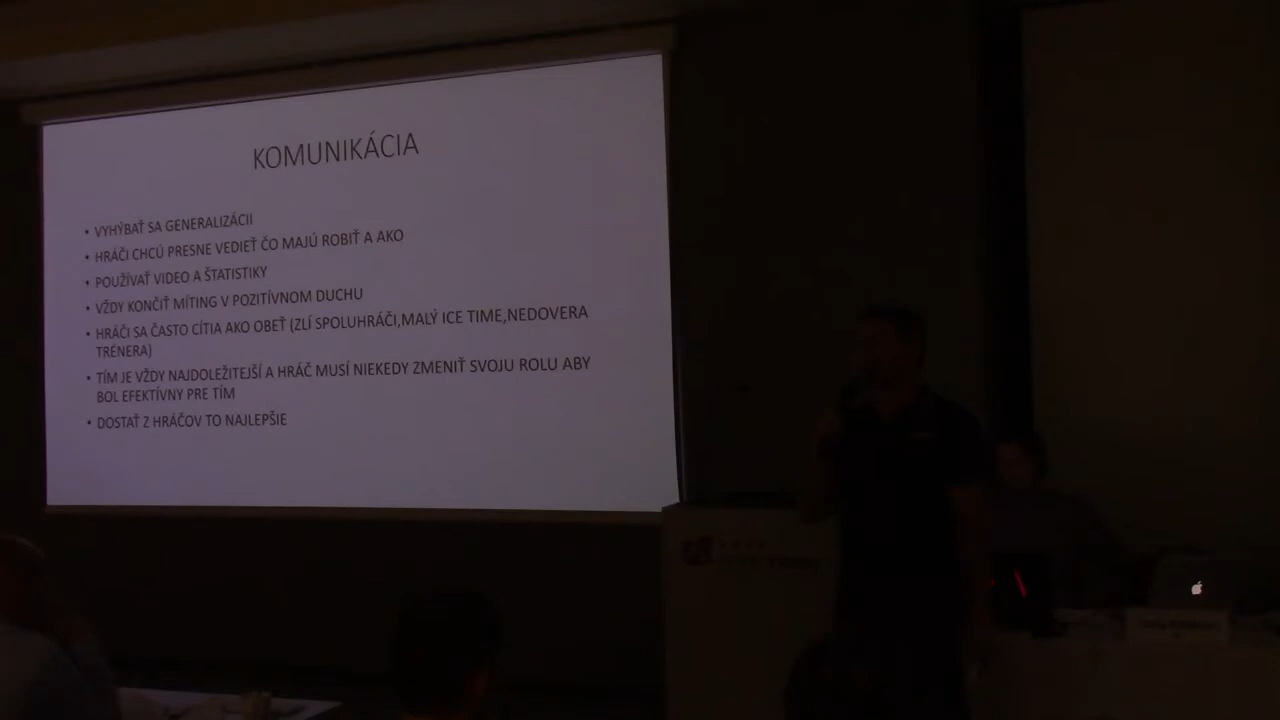 KOMUNIKÁCIA
• VYHÝBAŤ SA GENERALIZÁCII
• HRÁČI CHCÚ PRESNE VEDIEŤ ČO MAJÚ ROBIŤ A AKO
• POUŽÍVAŤ VIDEO A ŠTATISTIKY
• VŽDY KONČIŤ MÍTING V POZITÍVNOM DUCHU
• HRÁČI SA ČASTO CÍTIA AKO OBEŤ (ZLÍ SPOLUHRÁČI,MALÝ ICE TIME,NEDOVERA
TRÉNERA)
• TÍM JE VŽDY NAJDOLEŽITEJŠÍ A HRÁČ MUSÍ NIEKEDY ZMENIŤ SVOJU ROLU ABY
BOL EFEKTÍVNY PRE TÍM
• DOSTAŤ Z HRÁČOV TO NAJLEPŠIE